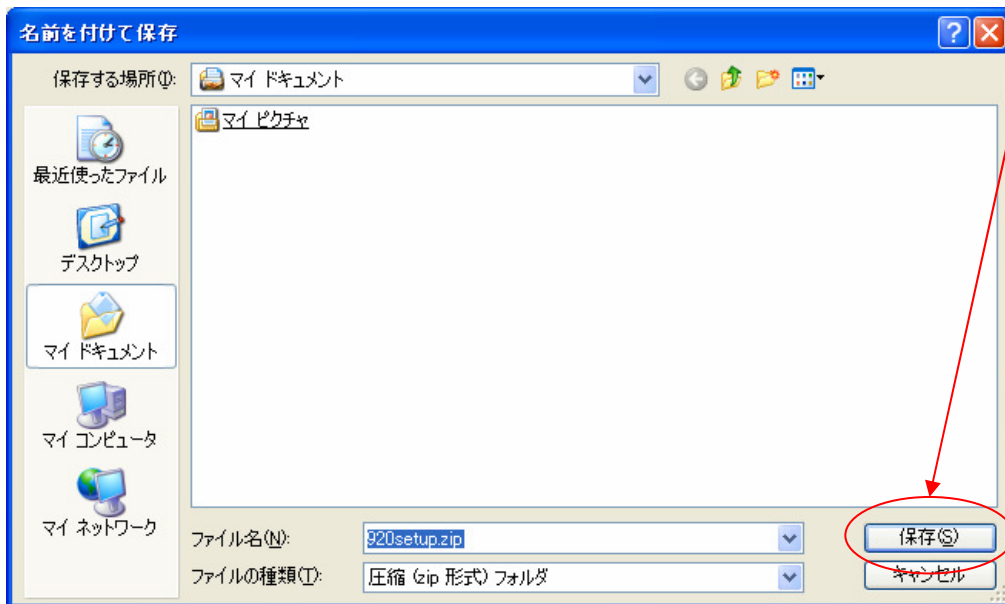 名前を付けて保存
保存する場所(I):
マイ ドキュメント
マイ ピクチャ
最近使ったファイル
デスクトップ
マイ ドキュメント
マイ コンピュータ
マイ ネットワーク
ファイル名(N):
920setup.zip
保存(S)
ファイルの種類(T):
圧縮 (zip 形式) フォルダ
キャンセル